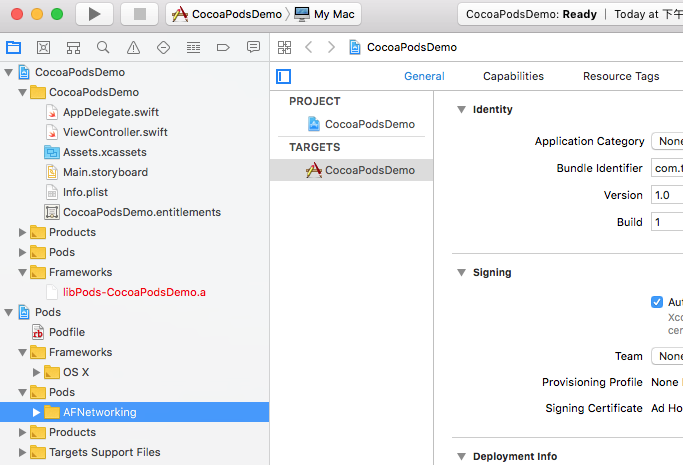 CocoaPodsDemo
My Mac
CocoaPodsDemo: Ready | Today at 下午
CocoaPodsDemo
CocoaPodsDemo
AppDelegate.swift
ViewController.swift
Assets.xcassets
Main.storyboard
Info.plist
CocoaPodsDemo.entitlements
Products
Pods
Frameworks
libPods-CocoaPodsDemo.a
Pods
Podfile
Frameworks
OS X
Pods
AFNetworking
Products
Targets Support Files
CocoaPodsDemo
General Capabilities Resource Tags
PROJECT
CocoaPodsDemo
TARGETS
CocoaPodsDemo
Identity
Application Category None
Bundle Identifier com.
Version 1.0
Build 1
Signing
Aut
Xco
cer
Team None
Provisioning Profile None
Signing Certificate Ad Ho
Deployment Info